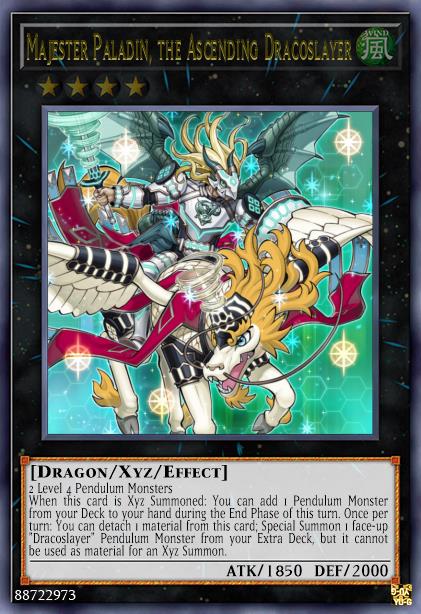 Majester Paladin, the Ascending Dracoslayer
WIND
風
[Dragon/Xyz/Effect]
2 Level 4 Pendulum Monsters
When this card is Xyz Summoned: You can add 1 Pendulum Monster
from your Deck to your hand during the End Phase of this turn. Once per
turn: You can detach 1 material from this card; Special Summon 1 face-up
"Dracoslayer" Pendulum Monster from your Extra Deck, but it cannot
be used as material for an Xyz Summon.
ATK/1850 DEF/2000
88722973